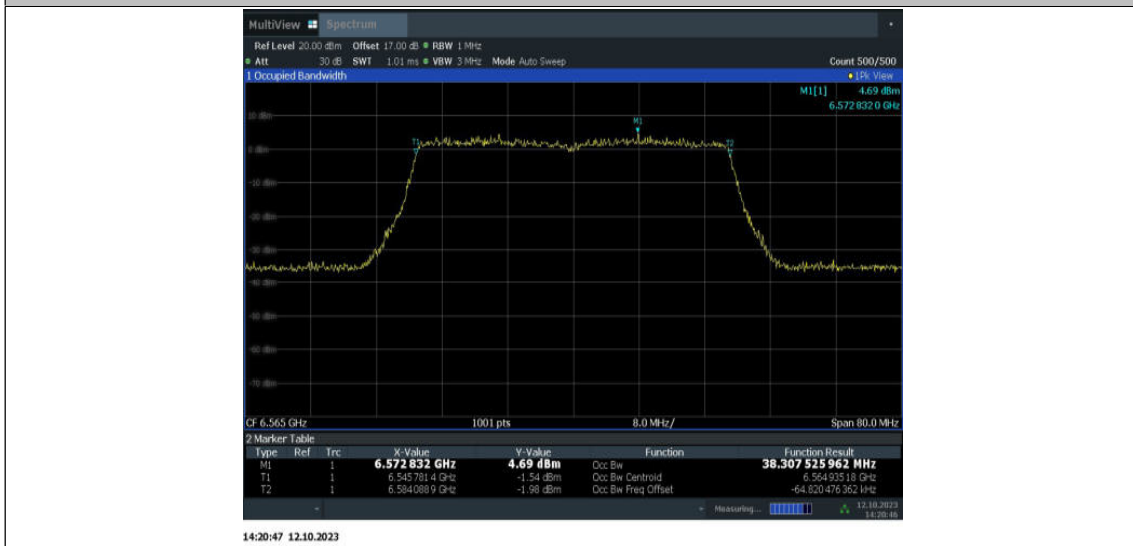 MultiView Spectrum
Ref Level 20.00 dBm Offset 17.00 dB RBW 1 MHz
Att 30 dB SWT 1.01 ms VBW 3 MHz Mode Auto Sweep Count 500/500
1 Occupied Bandwidth 1Pk View
M1[1] 4.69 dBm
6.572 832 0 GHz
10 dBm
M1
T1 T2
0 dBm
-10 dBm
-20 dBm
-30 dBm
-40 dBm
-50 dBm
-60 dBm
-70 dBm
CF 6.565 GHz 1001 pts 8.0 MHz/ Span 80.0 MHz
2 Marker Table
Type Ref Trc X-Value Y-Value Function Function Result
M1 1 6.572 832 GHz 4.69 dBm Occ Bw 38.307 525 962 MHz
T1 1 6.545 781 4 GHz -1.54 dBm Occ Bw Centroid 6.564 935 18 GHz
T2 1 6.584 088 9 GHz -1.98 dBm Occ Bw Freq Offset -64.820 476 362 kHz
Measuring... 12.10.2023
14:20:46
14:20:47 12.10.2023